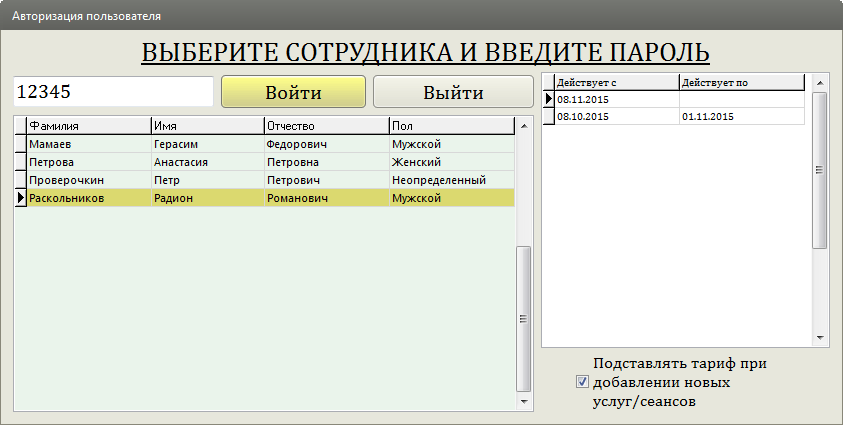 Авторизация пользователя
ВЫБЕРИТЕ СОТРУДНИКА И ВВЕДИТЕ ПАРОЛЬ
12345 Войти Выйти
Фамилия Имя Отчество Пол
Мамаев Герасим Федорович Мужской
Петрова Анастасия Петровна Женский
Проверочкин Петр Петрович Неопределенный
Раскольников Радион Романович Мужской
Действует с Действует по
08.11.2015
08.10.2015 01.11.2015
Подставлять тариф при
добавлении новых
услуг/сеансов